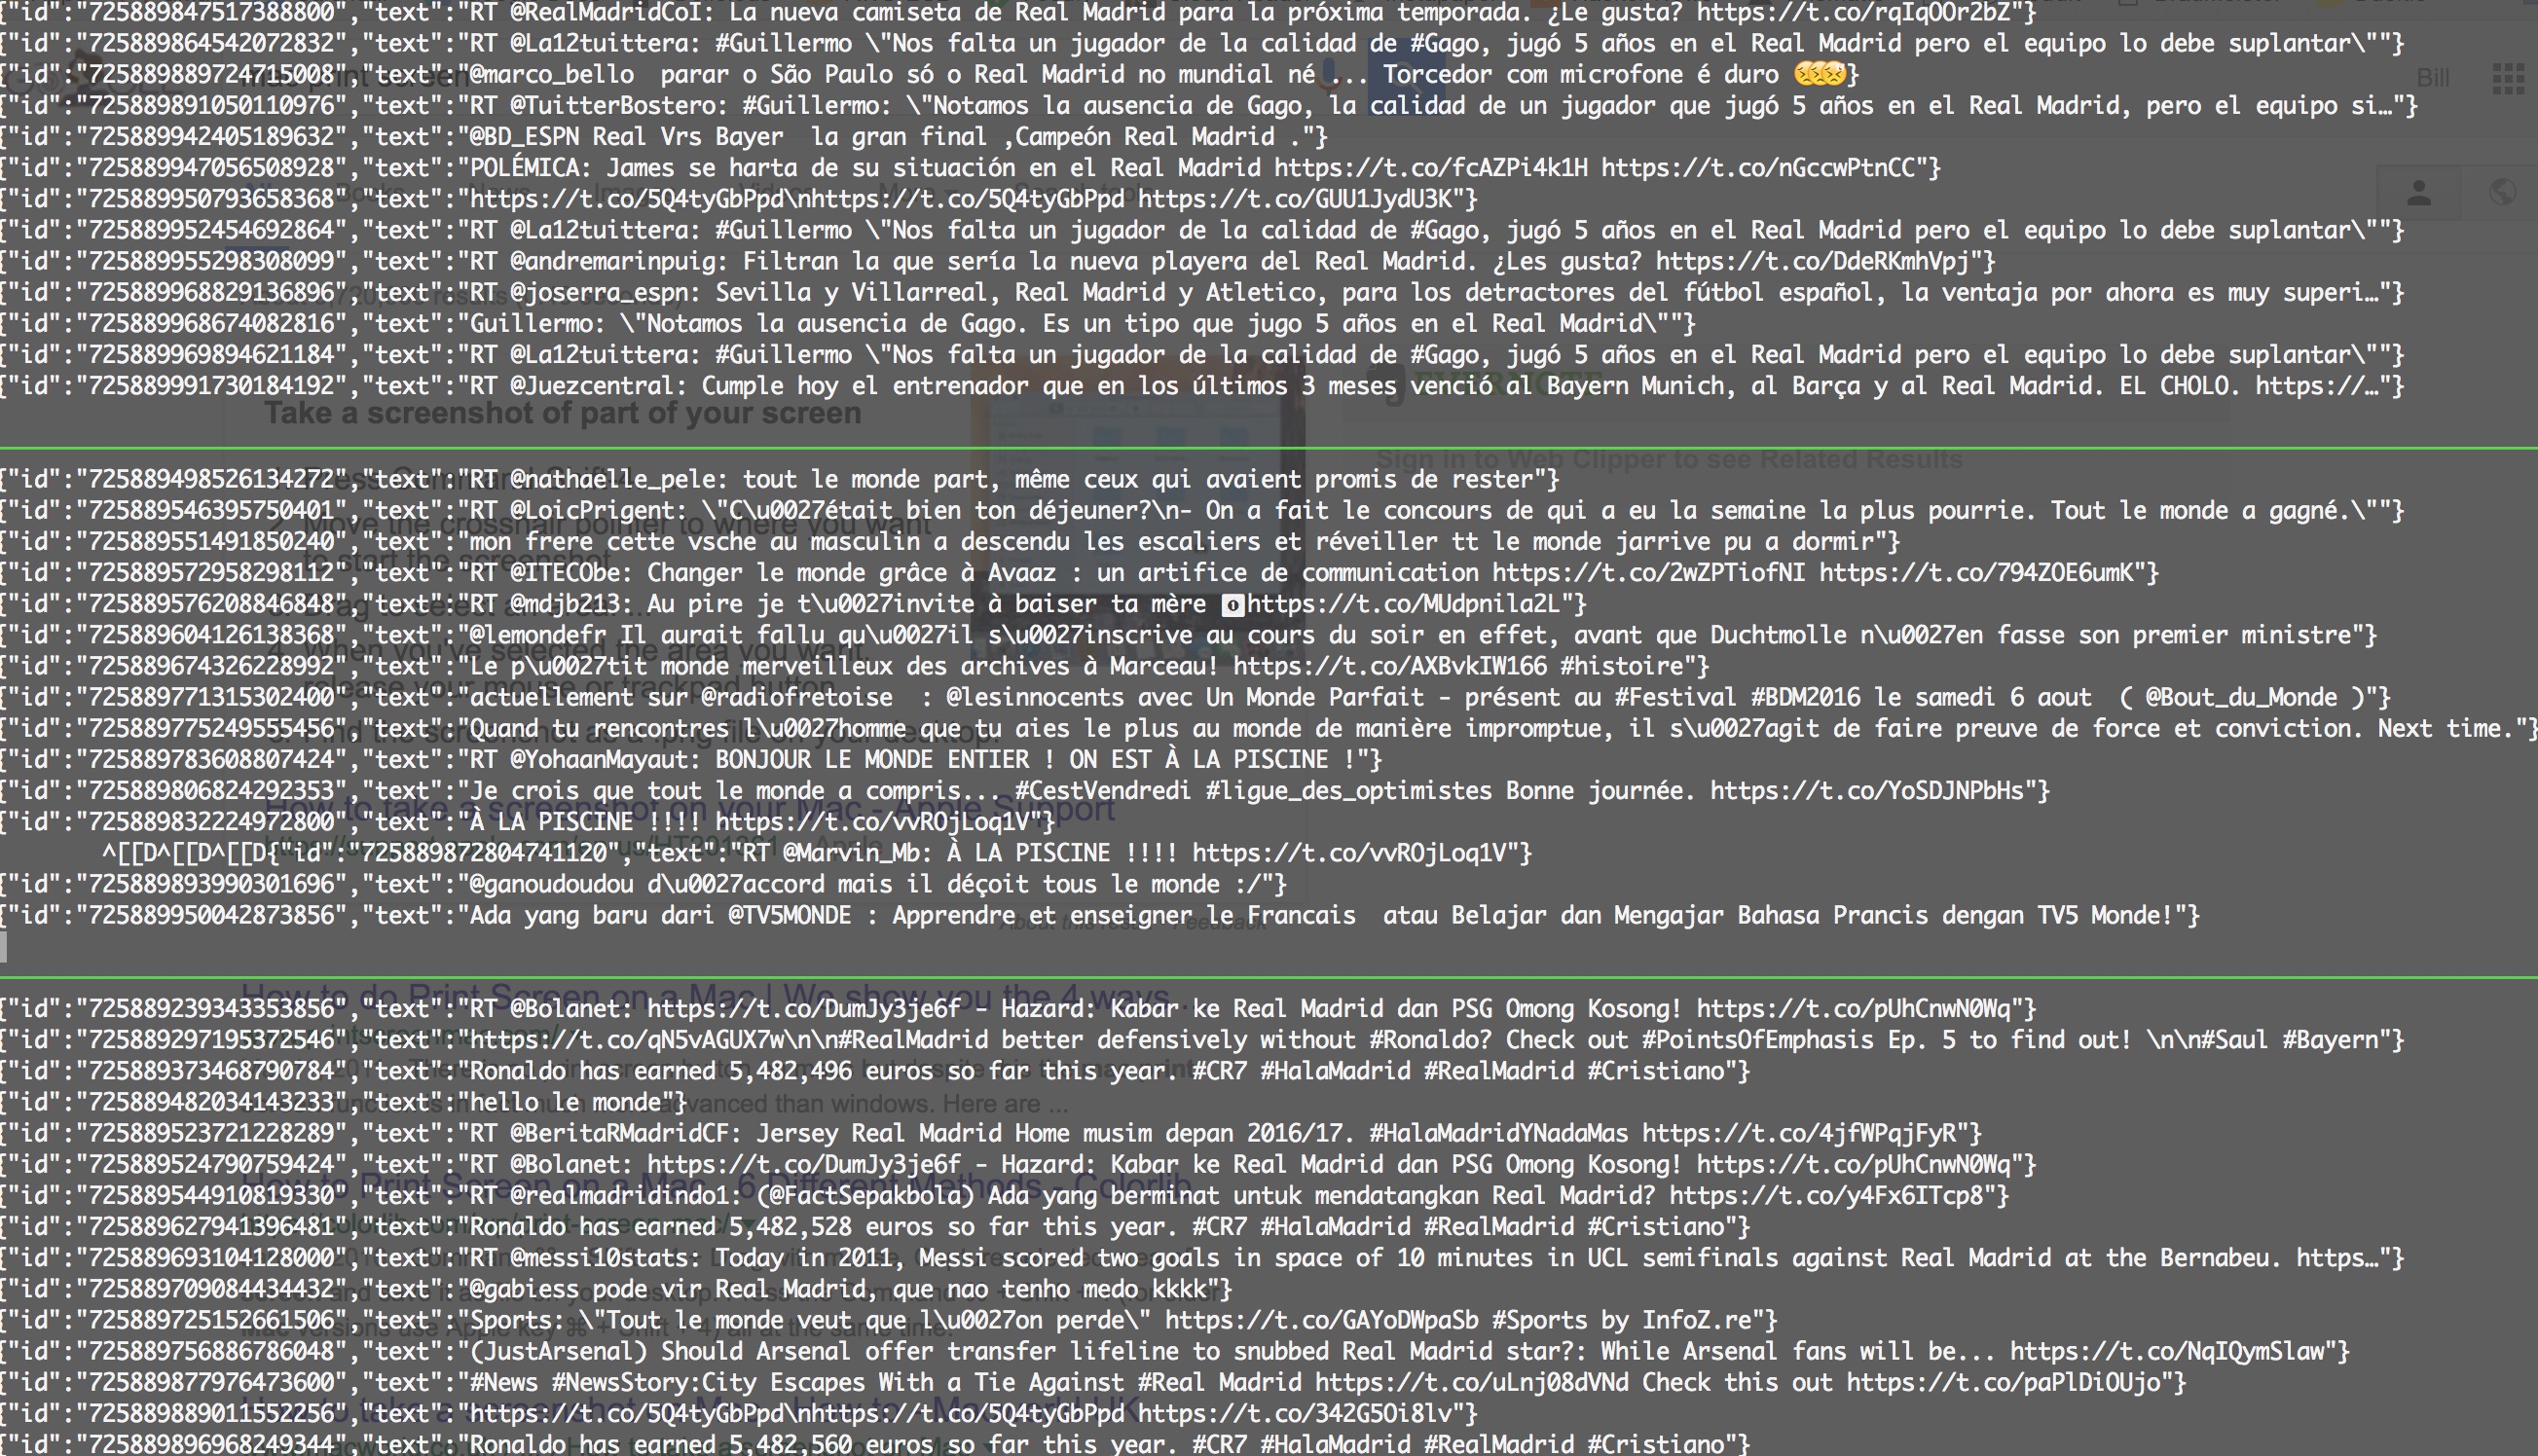 {"id":"725889847517388800","text":"RT @RealMadridCoI: La nueva camiseta de Real Madrid para la próxima temporada. ¿Le gusta? https://t.co/rqIqOOr2bZ"}
{"id":"725889864542072832","text":"RT @La12tuittera: #Guillermo \"Nos falta un jugador de la calidad de #Gago, jugó 5 años en el Real Madrid pero el equipo lo debe suplantar\""}
{"id":"725889889724715008","text":"@marco_bello  parar o São Paulo só o Real Madrid no mundial né ... Torcedor com microfone é duro 😣😣😣}
Bill
{"id":"725889891050110976","text":"RT @TuitterBostero: #Guillermo: \"Notamos la ausencia de Gago, la calidad de un jugador que jugó 5 años en el Real Madrid, pero el equipo si…"}
{"id":"725889942405189632","text":"@BD_ESPN Real Vrs Bayer  la gran final ,Campeón Real Madrid ."}
{"id":"725889947056508928","text":"POLÉMICA: James se harta de su situación en el Real Madrid https://t.co/fcAZPi4k1H https://t.co/nGccwPtnCC"}
{"id":"725889950793658368","text":"https://t.co/5Q4tyGbPpd\nhttps://t.co/5Q4tyGbPpd https://t.co/GUU1JydU3K"}
{"id":"725889952454692864","text":"RT @La12tuittera: #Guillermo \"Nos falta un jugador de la calidad de #Gago, jugó 5 años en el Real Madrid pero el equipo lo debe suplantar\""}
{"id":"725889955298308099","text":"RT @andremarinpuig: Filtran la que sería la nueva playera del Real Madrid. ¿Les gusta? https://t.co/DdeRKmhVpj"}
{"id":"725889968829136896","text":"RT @joserra_espn: Sevilla y Villarreal, Real Madrid y Atletico, para los detractores del fútbol español, la ventaja por ahora es muy superi…"}
{"id":"725889968674082816","text":"Guillermo: \"Notamos la ausencia de Gago. Es un tipo que jugo 5 años en el Real Madrid\""}
{"id":"725889969894621184","text":"RT @La12tuittera: #Guillermo \"Nos falta un jugador de la calidad de #Gago, jugó 5 años en el Real Madrid pero el equipo lo debe suplantar\""}
{"id":"725889991730184192","text":"RT @Juezcentral: Cumple hoy el entrenador que en los últimos 3 meses venció al Bayern Munich, al Barça y al Real Madrid. EL CHOLO. https://…"}
Take a screenshot of part of your screen
Sign in to Web Clipper to see Related Results
{"id":"725889498526134272","text":"RT @nathaelle_pele: tout le monde part, même ceux qui avaient promis de rester"}
{"id":"725889546395750401","text":"RT @LoicPrigent: \"C\u0027était bien ton déjeuner?\n- On a fait le concours de qui a eu la semaine la plus pourrie. Tout le monde a gagné.\""}
{"id":"725889551491850240","text":"mon frere cette vsche au masculin a descendu les escaliers et réveiller tt le monde jarrive pu a dormir"}
{"id":"725889572958298112","text":"RT @ITECObe: Changer le monde grâce à Avaaz : un artifice de communication https://t.co/2wZPTiofNI https://t.co/794ZOE6umK"}
{"id":"725889576208846848","text":"RT @mdjb213: Au pire je t\u0027invite à baiser ta mère https://t.co/MUdpnila2L"}
{"id":"725889604126138368","text":"@lemondefr Il aurait fallu qu\u0027il s\u0027inscrive au cours du soir en effet, avant que Duchtmolle n\u0027en fasse son premier ministre"}
{"id":"725889674326228992","text":"Le p\u0027tit monde merveilleux des archives à Marceau! https://t.co/AXBvkIW166 #histoire"}
{"id":"725889771315302400","text":"actuellement sur @radiofretoise  : @lesinnocents avec Un Monde Parfait - présent au #Festival #BDM2016 le samedi 6 aout  ( @Bout_du_Monde )"}
{"id":"725889775249555456","text":"Quand tu rencontres l\u0027homme que tu aies le plus au monde de manière impromptue, il s\u0027agit de faire preuve de force et conviction. Next time."}
{"id":"725889783608807424","text":"RT @YohaanMayaut: BONJOUR LE MONDE ENTIER ! ON EST À LA PISCINE !"}
{"id":"725889806824292353","text":"Je crois que tout le monde a compris... #CestVendredi #ligue_des_optimistes Bonne journée. https://t.co/YoSDJNPbHs"}
{"id":"725889832224972800","text":"À LA PISCINE !!!! https://t.co/vvROjLoq1V"}
^[[D^[[D^[[D{"id":"725889872804741120","text":"RT @Marvin_Mb: À LA PISCINE !!!! https://t.co/vvROjLoq1V"}
{"id":"725889893990301696","text":"@ganoudoudou d\u0027accord mais il déçoit tous le monde :/"}
{"id":"725889950042873856","text":"Ada yang baru dari @TV5MONDE : Apprendre et enseigner le Francais  atau Belajar dan Mengajar Bahasa Prancis dengan TV5 Monde!"}
{"id":"725889239343353856","text":"RT @Bolanet: https://t.co/DumJy3je6f - Hazard: Kabar ke Real Madrid dan PSG Omong Kosong! https://t.co/pUhCnwN0Wq"}
{"id":"725889297195372546","text":"https://t.co/qN5vAGUX7w\n\n#RealMadrid better defensively without #Ronaldo? Check out #PointsOfEmphasis Ep. 5 to find out! \n\n#Saul #Bayern"}
{"id":"725889373468790784","text":"Ronaldo has earned 5,482,496 euros so far this year. #CR7 #HalaMadrid #RealMadrid #Cristiano"}
{"id":"725889482034143233","text":"hello le monde"}
{"id":"725889523721228289","text":"RT @BeritaRMadridCF: Jersey Real Madrid Home musim depan 2016/17. #HalaMadridYNadaMas https://t.co/4jfWPqjFyR"}
{"id":"725889524790759424","text":"RT @Bolanet: https://t.co/DumJy3je6f - Hazard: Kabar ke Real Madrid dan PSG Omong Kosong! https://t.co/pUhCnwN0Wq"}
{"id":"725889544910819330","text":"RT @realmadridindo1: (@FactSepakbola) Ada yang berminat untuk mendatangkan Real Madrid? https://t.co/y4Fx6ITcp8"}
{"id":"725889627941396481","text":"Ronaldo has earned 5,482,528 euros so far this year. #CR7 #HalaMadrid #RealMadrid #Cristiano"}
{"id":"725889693104128000","text":"RT @messi10stats: Today in 2011, Messi scored two goals in space of 10 minutes in UCL semifinals against Real Madrid at the Bernabeu. https…"}
{"id":"725889709084434432","text":"@gabiess pode vir Real Madrid, que nao tenho medo kkkk"}
{"id":"725889725152661506","text":"Sports: \"Tout le monde veut que l\u0027on perde\" https://t.co/GAYoDWpaSb #Sports by InfoZ.re"}
{"id":"725889756886786048","text":"(JustArsenal) Should Arsenal offer transfer lifeline to snubbed Real Madrid star?: While Arsenal fans will be... https://t.co/NqIQymSlaw"}
{"id":"725889877976473600","text":"#News #NewsStory:City Escapes With a Tie Against #Real Madrid https://t.co/uLnj08dVNd Check this out https://t.co/paPlDiOUjo"}
{"id":"725889889011552256","text":"https://t.co/5Q4tyGbPpd\nhttps://t.co/5Q4tyGbPpd https://t.co/342G5Oi8lv"}
{"id":"725889896968249344","text":"Ronaldo has earned 5,482,560 euros so far this year. #CR7 #HalaMadrid #RealMadrid #Cristiano"}